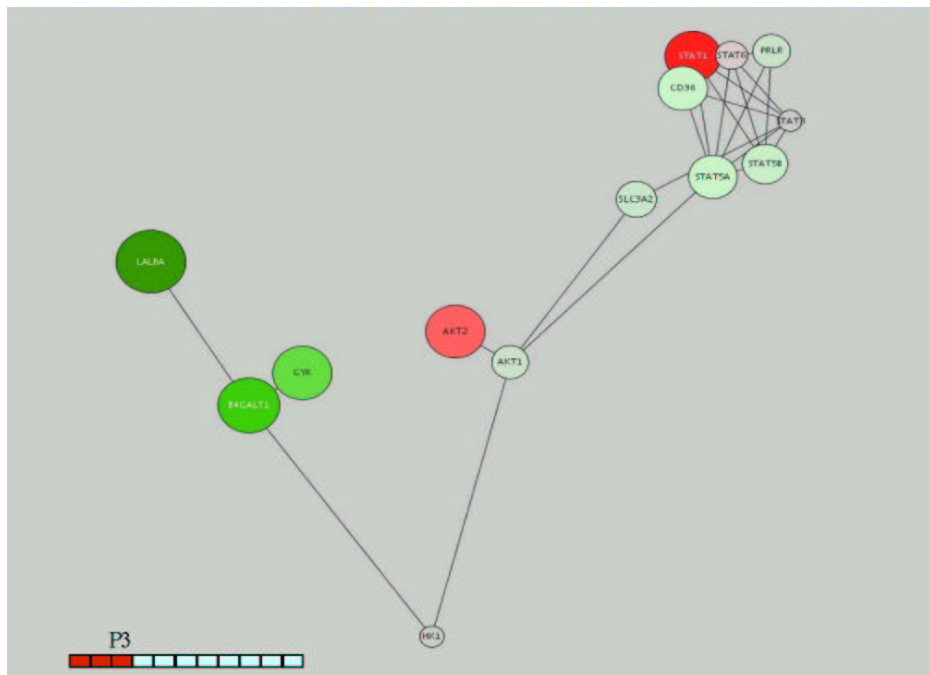 STAT1
STAT6
PRLR
CD36
STAT3
STAT5B
STAT5A
SLC3A2
LALBA
AKT2
AKT1
GYK
B4GALT1
HK1
P3